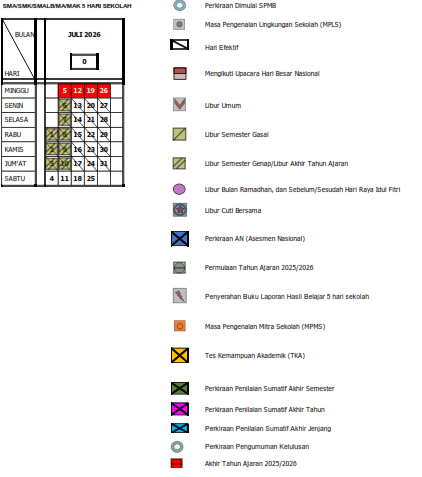 SMA/SMK/SMALB/MA/MAK 5 HARI SEKOLAH
BULAN JULI 2026
0
HARI
MINGGU 5 12 19 26
SENIN 6 13 20 27
SELASA 7 14 21 28
RABU 1 8 15 22 29
KAMIS 2 9 16 23 30
JUM'AT 3 10 17 24 31
SABTU 4 11 18 25
Perkiraan Dimulai SPMB
Masa Pengenalan Lingkungan Sekolah (MPLS)
Hari Efektif
Mengikuti Upacara Hari Besar Nasional
Libur Umum
Libur Semester Gasal
Libur Semester Genap/Libur Akhir Tahun Ajaran
Libur Bulan Ramadhan, dan Sebelum/Sesudah Hari Raya Idul Fitri
Libur Cuti Bersama
Perkiraan AN (Asesmen Nasional)
Permulaan Tahun Ajaran 2025/2026
Penyerahan Buku Laporan Hasil Belajar 5 hari sekolah
Masa Pengenalan Mitra Sekolah (MPMS)
Tes Kemampuan Akademik (TKA)
Perkiraan Penilaian Sumatif Akhir Semester
Perkiraan Penilaian Sumatif Akhir Tahun
Perkiraan Penilaian Sumatif Akhir Jenjang
Perkiraan Pengumuman Kelulusan
Akhir Tahun Ajaran 2025/2026